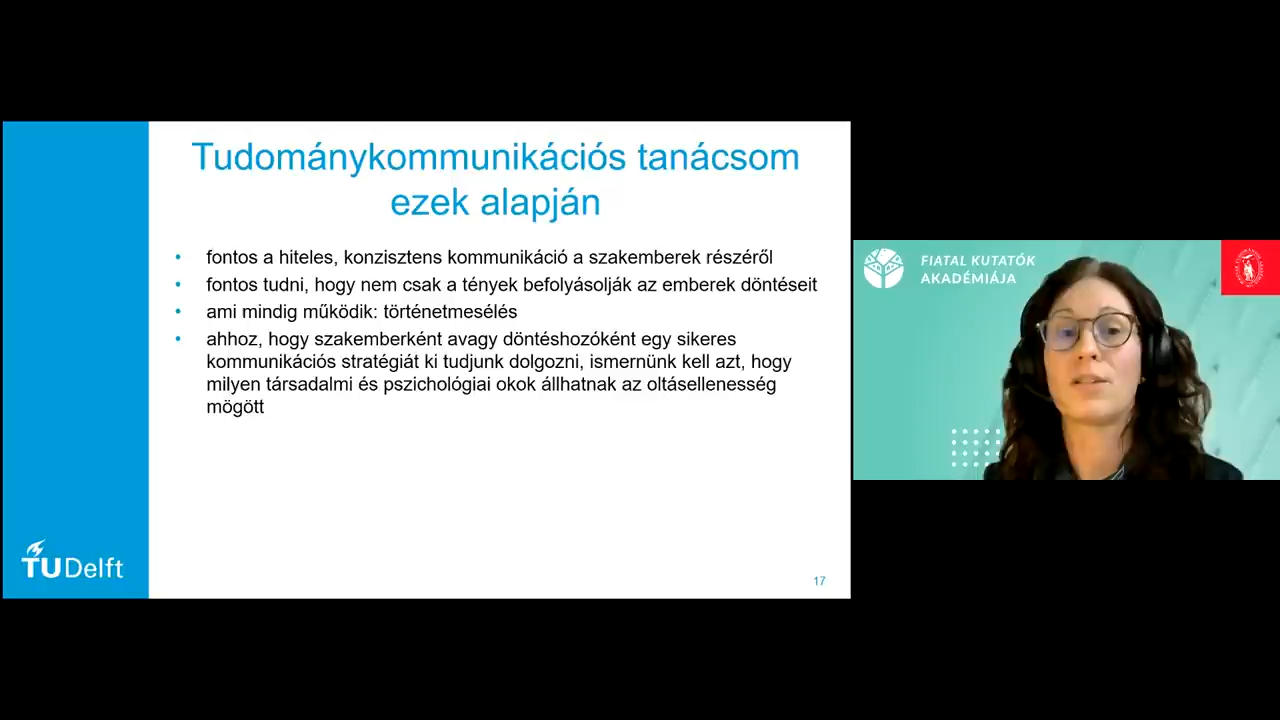 Tudománykommunikációs tanácsom
ezek alapján
• fontos a hiteles, konzisztens kommunikáció a szakemberek részéről
• fontos tudni, hogy nem csak a tények befolyásolják az emberek döntéseit
• ami mindig működik: történetmesélés
• ahhoz, hogy szakemberként avagy döntéshozóként egy sikeres
kommunikációs stratégiát ki tudjunk dolgozni, ismernünk kell azt, hogy
milyen társadalmi és pszichológiai okok állhatnak az oltásellenesség
mögött
TUDelft
17
FIATAL KUTATÓK
AKADÉMIÁJA